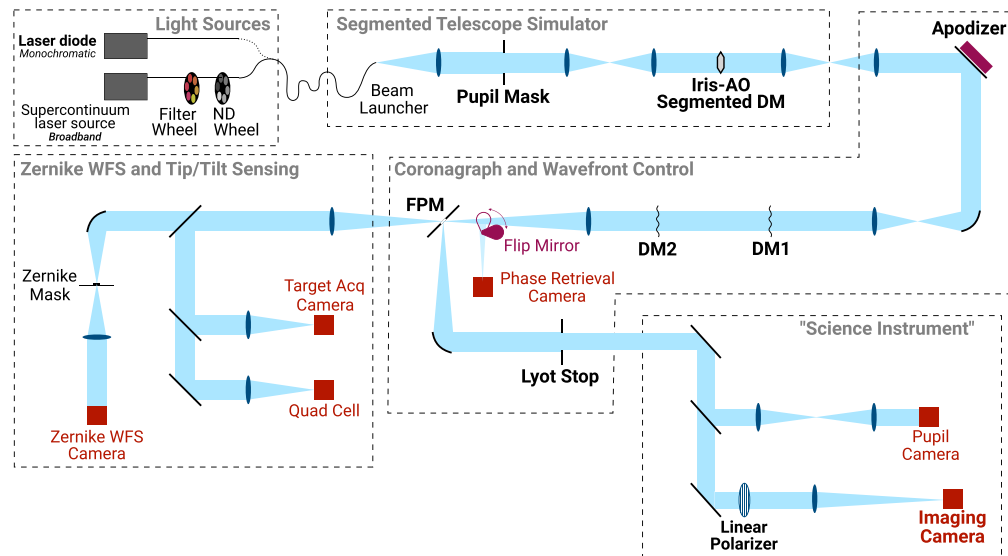 Light Sources
Laser diode
Monochromatic
Supercontinuum
laser source
Broadband
Filter
Wheel
ND
Wheel
Segmented Telescope Simulator
Beam
Launcher
Pupil Mask
Iris-AO
Segmented DM
Apodizer
Zernike WFS and Tip/Tilt Sensing
Zernike
Mask
Target Acq
Camera
Quad Cell
Zernike WFS
Camera
Coronagraph and Wavefront Control
FPM
Flip Mirror
DM2
DM1
Phase Retrieval
Camera
Lyot Stop
"Science Instrument"
Pupil
Camera
Linear
Polarizer
Imaging
Camera